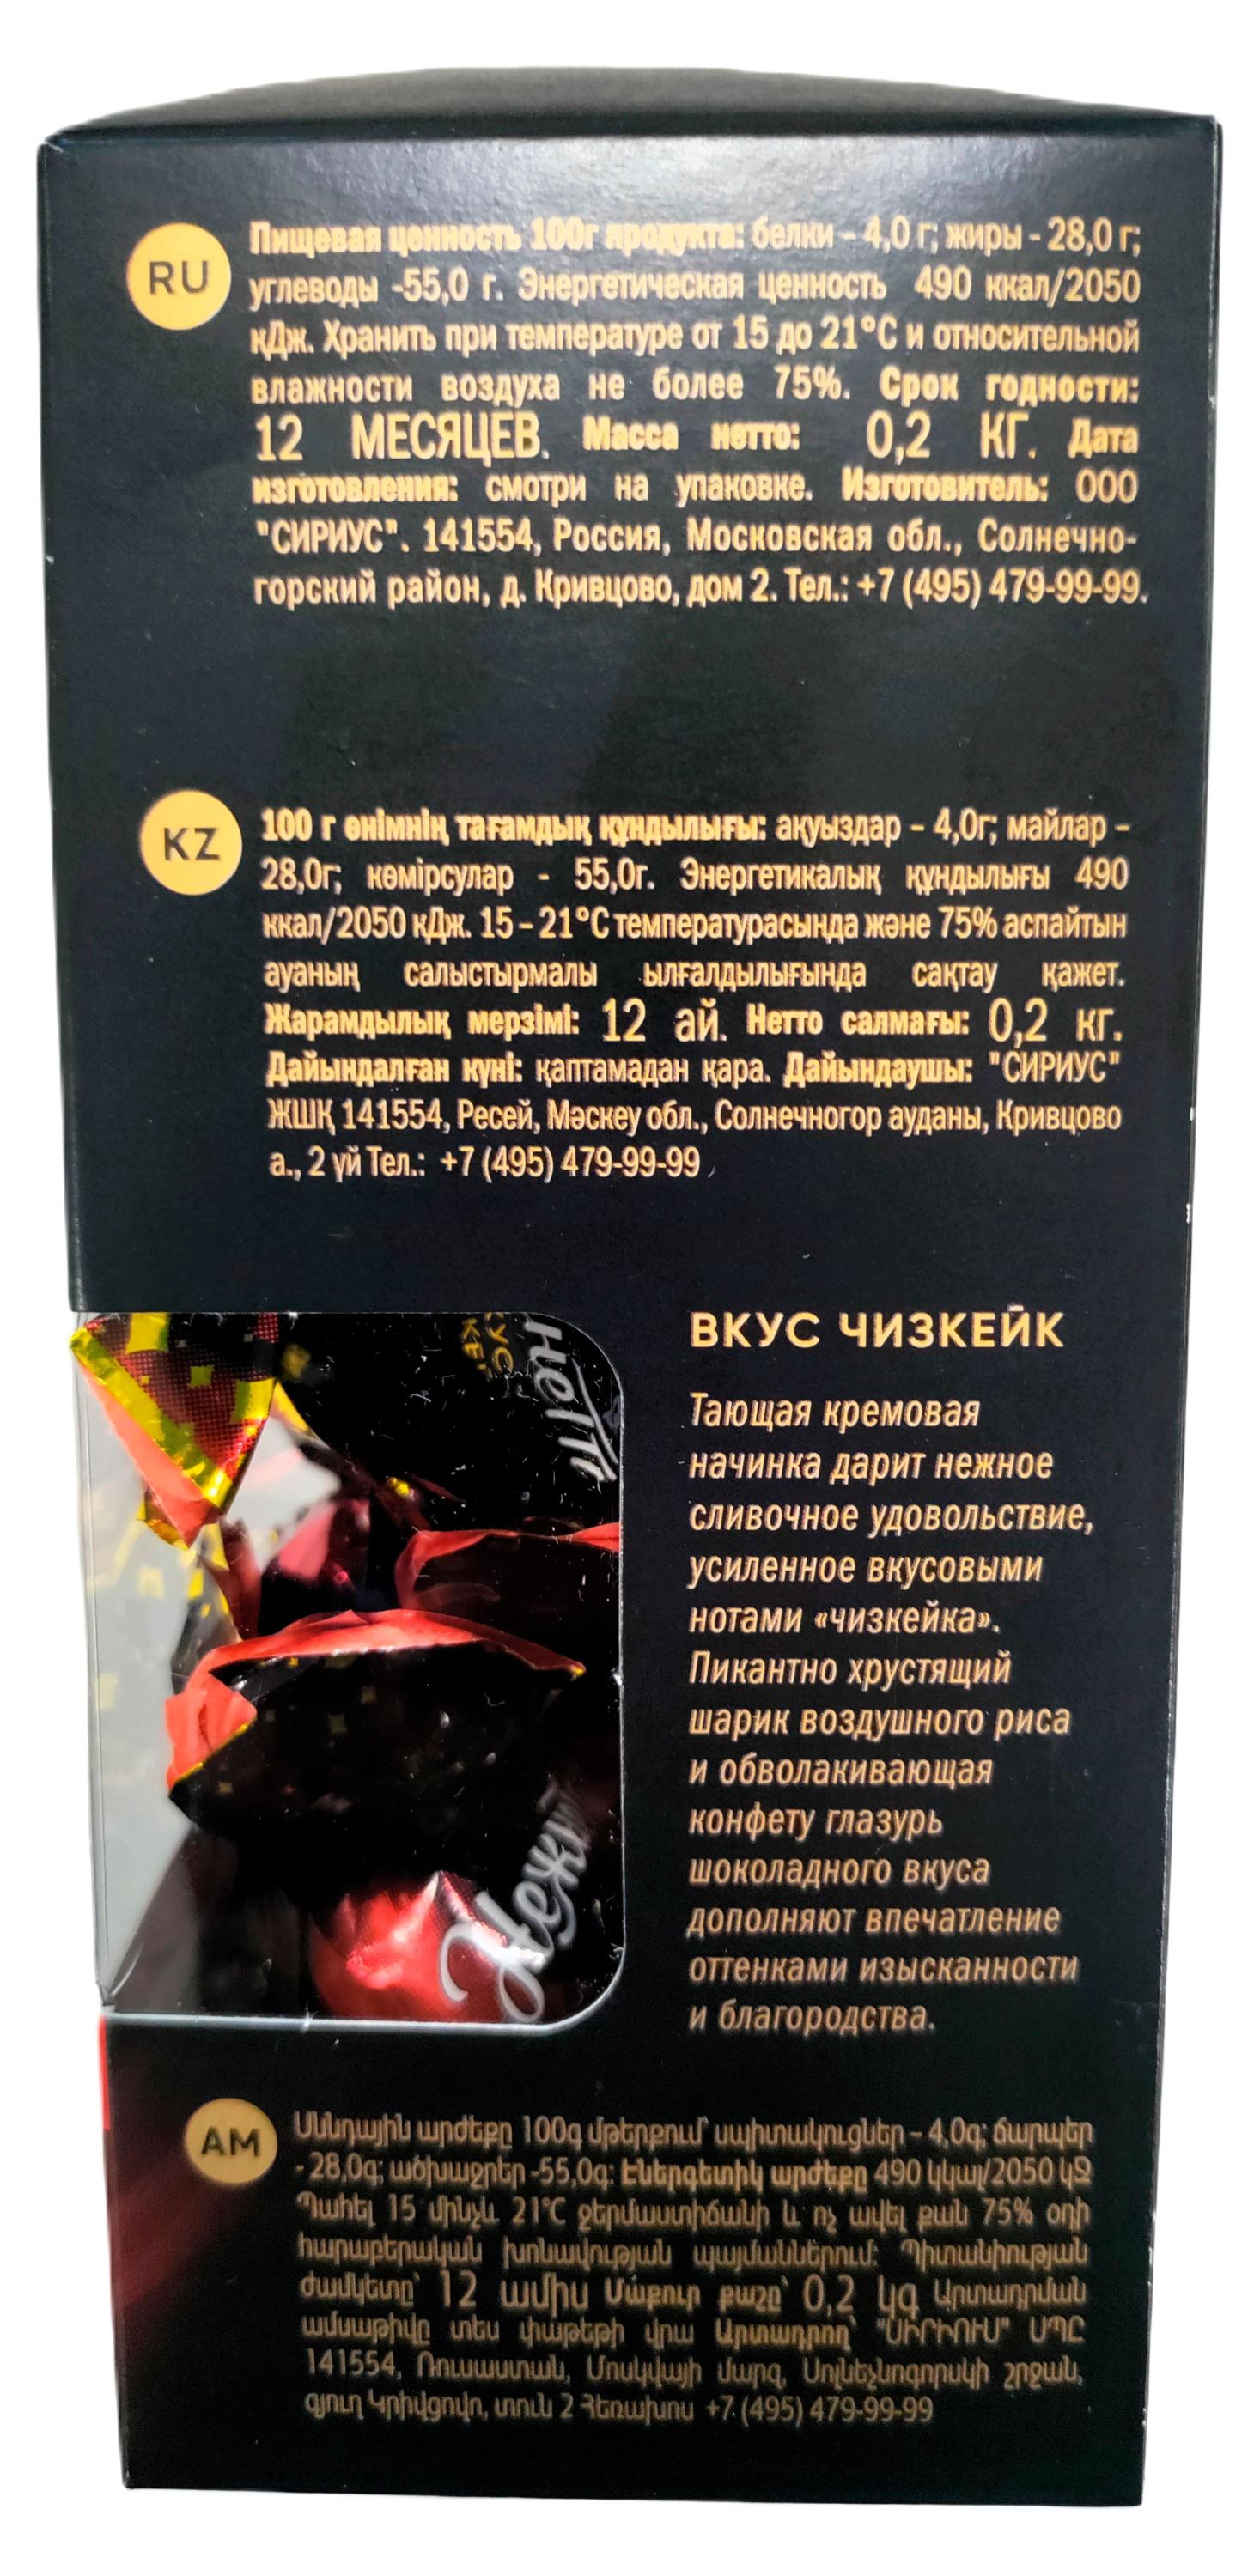 RU
Пищевая ценность 100г продукта: белки – 4,0 г; жиры - 28,0 г;
углеводы -55,0 г. Энергетическая ценность 490 ккал/2050
кДж. Хранить при температуре от 15 до 21°С и относительной
влажности воздуха не более 75%. Срок годности:
12 МЕСЯЦЕВ. Масса нетто: 0,2 КГ. Дата
изготовления: смотри на упаковке. Изготовитель: ООО
"СИРИУС". 141554, Россия, Московская обл., Солнечно-
горский район, д. Кривцово, дом 2. Тел.: +7 (495) 479-99-99.
KZ
100 г өнімнің тағамдық құндылығы: ақуыздар – 4,0г; майлар –
28,0г; көмірсулар - 55,0г. Энергетикалық құндылығы 490
ккал/2050 кДж. 15 – 21°С температурасында және 75% аспайтын
ауаның салыстырмалы ылғалдылығында сақтау қажет.
Жарамдылық мерзімі: 12 ай. Нетто салмағы: 0,2 кг.
Дайындалған күні: қаптамадан қара. Дайындаушы: "СИРИУС"
ЖШҚ 141554, Ресей, Мәскеу обл., Солнечногор ауданы, Кривцово
а., 2 үй Тел.: +7 (495) 479-99-99
ВКУС ЧИЗКЕЙК
Тающая кремовая
начинка дарит нежное
сливочное удовольствие,
усиленное вкусовыми
нотами «чизкейка».
Пикантно хрустящий
шарик воздушного риса
и обволакивающая
конфету глазурь
шоколадного вкуса
дополняют впечатление
оттенками изысканности
и благородства.
AM
Սննդային արժեքը 100գ մթերքում՝ սպիտակուցներ – 4,0գ; ճարպեր
- 28,0գ; ածխաջրեր -55,0գ: Էներգետիկ արժեքը 490 կկալ/2050 կՋ
Պահել 15 մինչև 21°C ջերմաստիճանի և ոչ ավել քան 75% օդի
հարաբերական խոնավության պայմաններում: Պիտանիության
ժամկետը՝ 12 ամիս Մաքուր քաշը՝ 0,2 կգ Արտադրման
ամսաթիվը տես փաթեթի վրա Արտադրող՝ "ՍԻՐԻՈՒՍ" ՍՊԸ
141554, Ռուսաստան, Մոսկվայի մարզ, Սոլնեչնոգորսկի շրջան,
գյուղ Կրիվցովո, տուն 2 Հեռախոս +7 (495) 479-99-99